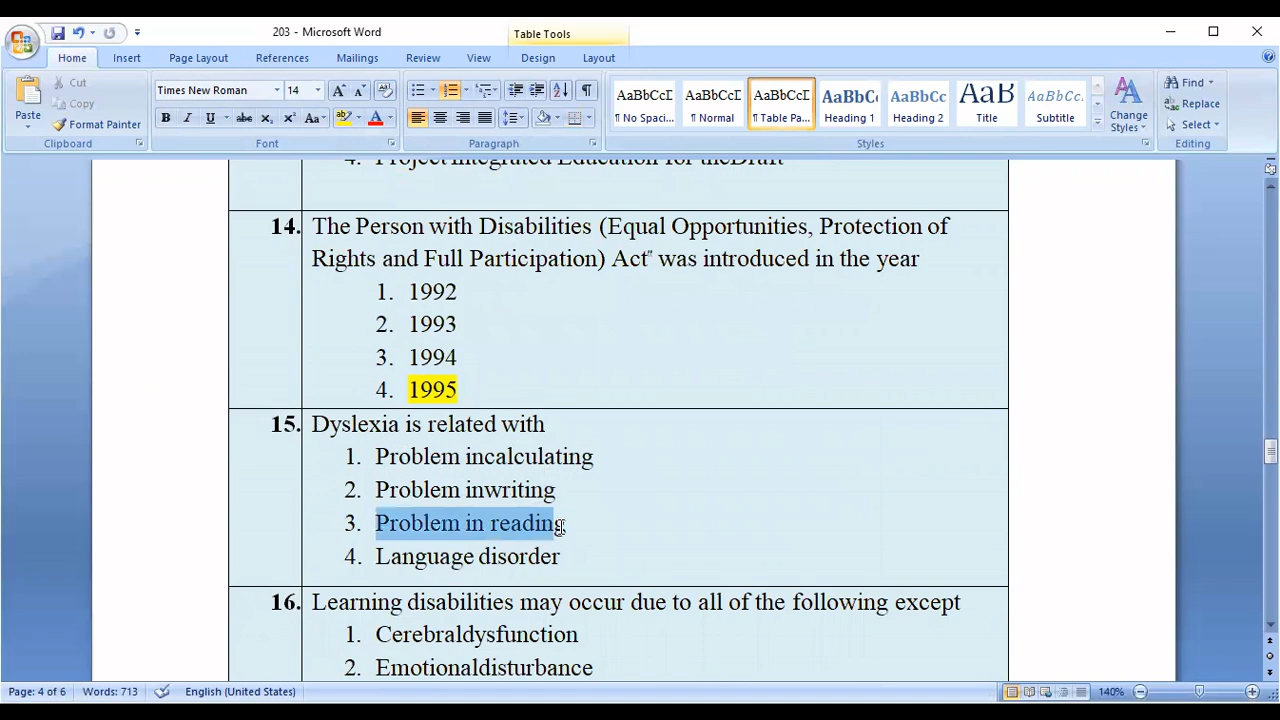 203 - Microsoft Word
Table Tools
Home
Insert
Page Layout
References
Mailings
Review
View
Design
Layout
Paste
Cut
Copy
Format Painter
Clipboard
Times New Roman
14
Font
Paragraph
AaBbCcI
¶ No Spaci...
AaBbCcI
¶ Normal
AaBbCcI
¶ Table Pa...
AaBbC
Heading 1
AaBbCc
Heading 2
AaB
Title
AaBbCc.
Subtitle
Change
Styles
Styles
Find
Replace
Select
Editing
4. Project Integrated Education for theDraft
14. The Person with Disabilities (Equal Opportunities, Protection of
Rights and Full Participation) Act″ was introduced in the year
1. 1992
2. 1993
3. 1994
4. 1995
15. Dyslexia is related with
1. Problem incalculating
2. Problem inwriting
3. Problem in reading
4. Language disorder
16. Learning disabilities may occur due to all of the following except
1. Cerebraldysfunction
2. Emotionaldisturbance
Page: 4 of 6
Words: 713
English (United States)
140%